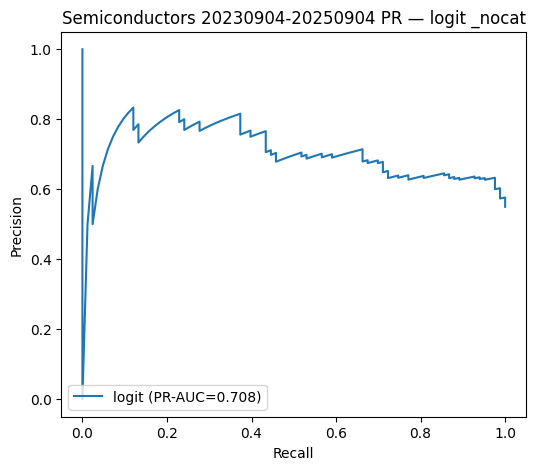 Semiconductors 20230904-20250904 PR — logit _nocat
1.0
0.8
0.6
0.4
0.2
0.0
Precision
logit (PR-AUC=0.708)
0.0 0.2 0.4 0.6 0.8 1.0
Recall